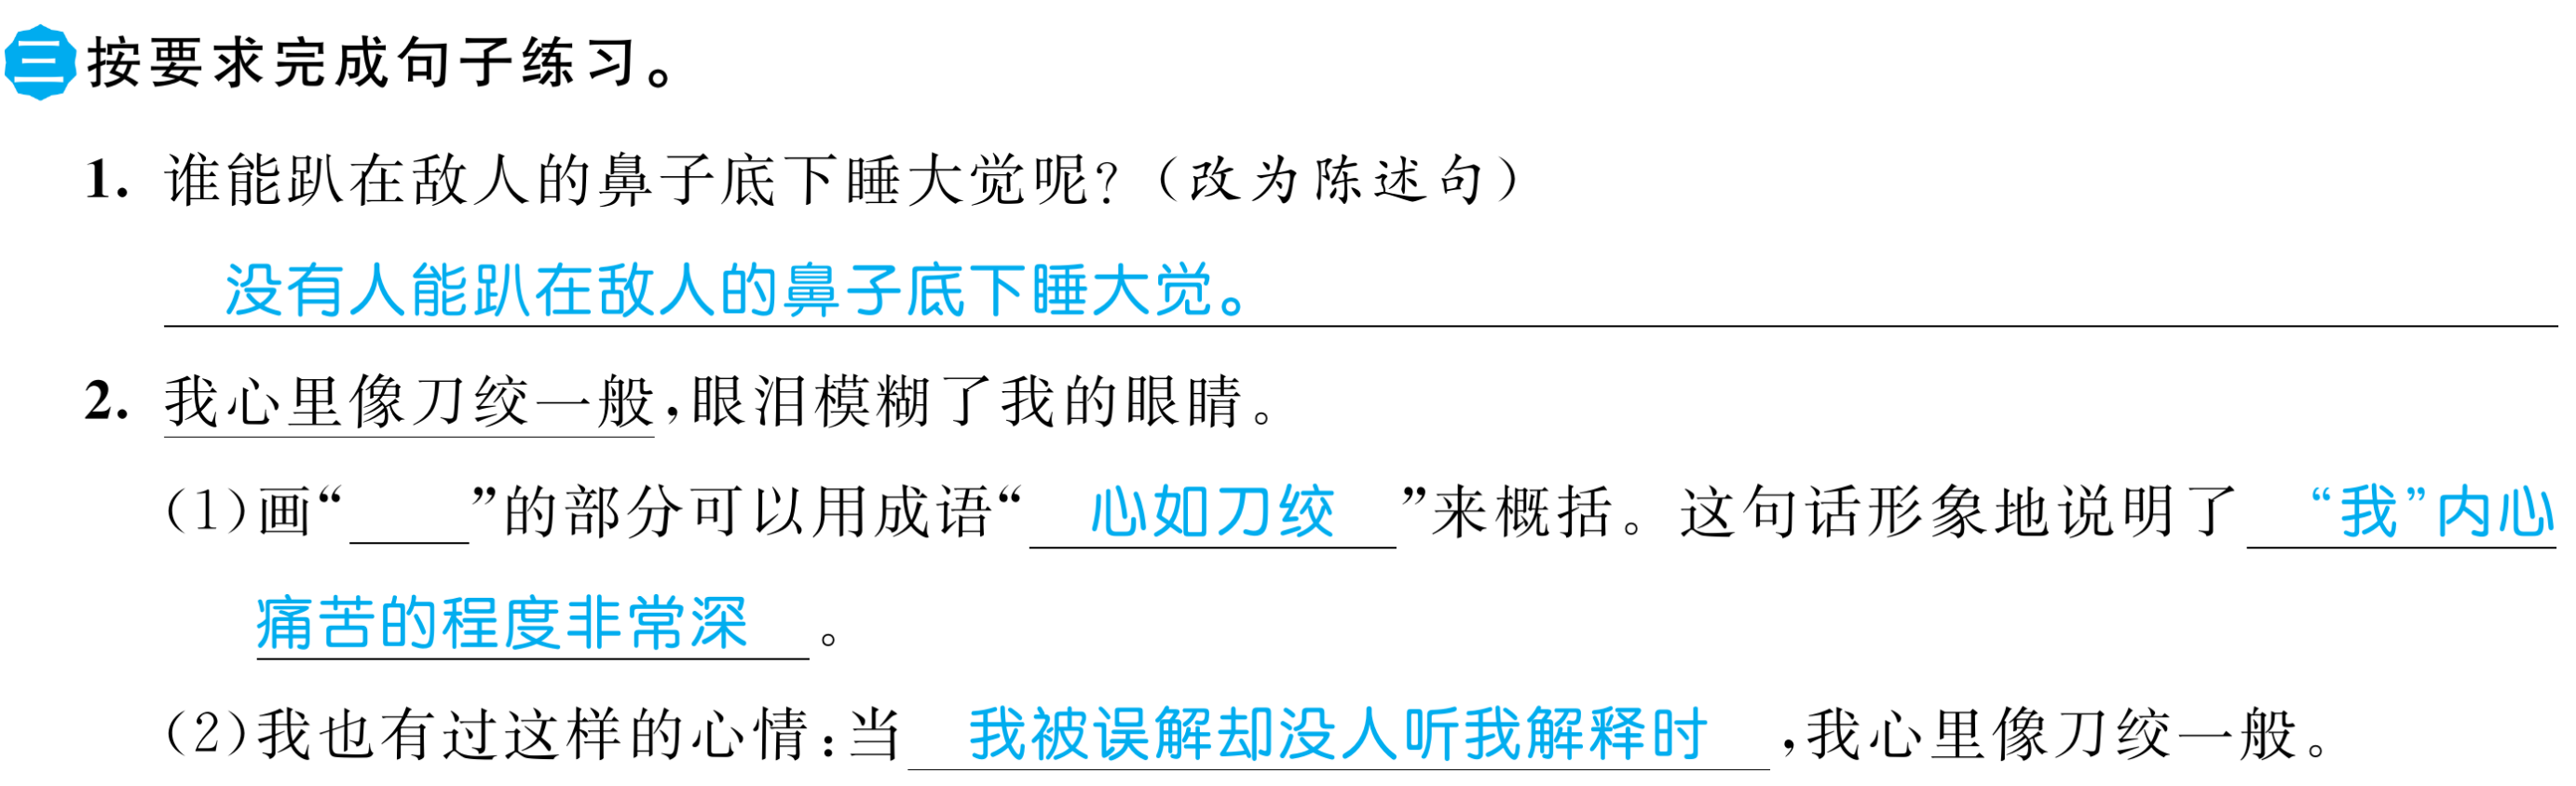 三 按要求完成句子练习。
1. 谁能趴在敌人的鼻子底下睡大觉呢?(改为陈述句)
没有人能趴在敌人的鼻子底下睡大觉。
2. 我心里像刀绞一般,眼泪模糊了我的眼睛。
(1)画“____”的部分可以用成语“ 心如刀绞 ”来概括。这句话形象地说明了 “我”内心
痛苦的程度非常深 。
(2)我也有过这样的心情:当 我被误解却没人听我解释时 ,我心里像刀绞一般。